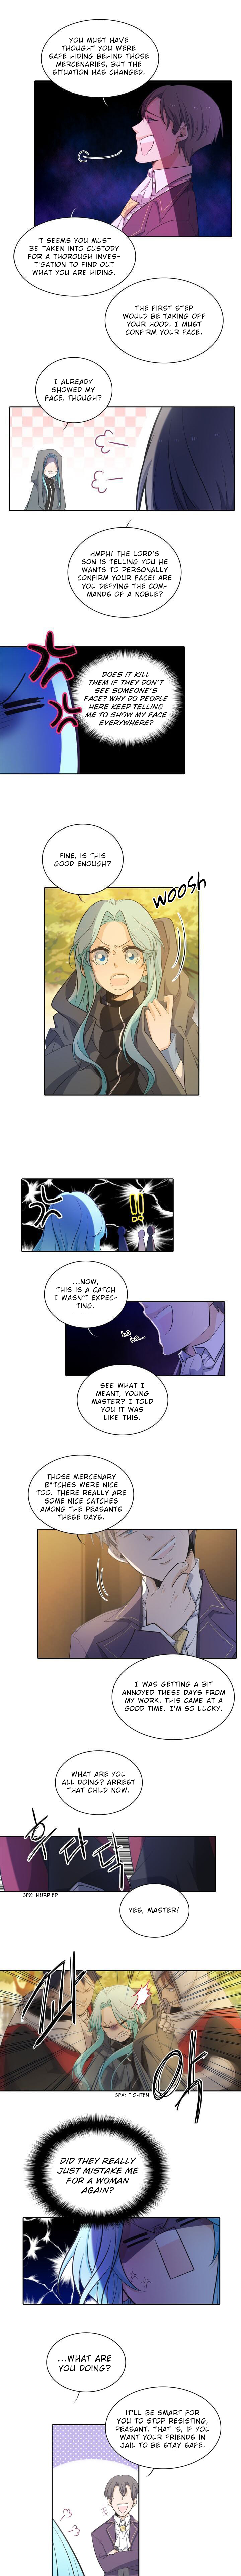 YOU MUST HAVE
THOUGHT YOU WERE
SAFE HIDING BEHIND THOSE
MERCENARIES, BUT THE
SITUATION HAS CHANGED.
IT SEEMS YOU MUST
BE TAKEN INTO CUSTODY
FOR A THOROUGH INVES-
TIGATION TO FIND OUT
WHAT YOU ARE HIDING.
THE FIRST STEP
WOULD BE TAKING OFF
YOUR HOOD. I MUST
CONFIRM YOUR FACE.
I ALREADY
SHOWED MY
FACE, THOUGH?
HMPH! THE LORD'S
SON IS TELLING YOU HE
WANTS TO PERSONALLY
CONFIRM YOUR FACE! ARE
YOU DEFYING THE COM-
MANDS OF A NOBLE?
DOES IT KILL
THEM IF THEY DON'T
SEE SOMEONE'S
FACE? WHY DO PEOPLE
HERE KEEP TELLING
ME TO SHOW MY FACE
EVERYWHERE?
FINE, IS THIS
GOOD ENOUGH?
WOOSH
!!
...NOW,
THIS IS A CATCH
I WASN'T EXPEC-
TING.
HA
HA...
SEE WHAT I
MEANT, YOUNG
MASTER? I TOLD
YOU IT WAS
LIKE THIS.
THOSE MERCENARY
B*TCHES WERE NICE
TOO. THERE REALLY ARE
SOME NICE CATCHES
AMONG THE PEASANTS
THESE DAYS.
I WAS GETTING A BIT
ANNOYED THESE DAYS FROM
MY WORK. THIS CAME AT A
GOOD TIME. I'M SO LUCKY.
WHAT ARE YOU
ALL DOING? ARREST
THAT CHILD NOW.
후다닥
SFX: HURRIED
YES, MASTER!
꽈악
SFX: TIGHTEN
DID THEY REALLY
JUST MISTAKE ME
FOR A WOMAN
AGAIN?
...WHAT ARE
YOU DOING?
IT'LL BE SMART FOR
YOU TO STOP RESISTING,
PEASANT. THAT IS, IF YOU
WANT YOUR FRIENDS IN
JAIL TO BE STAY SAFE.